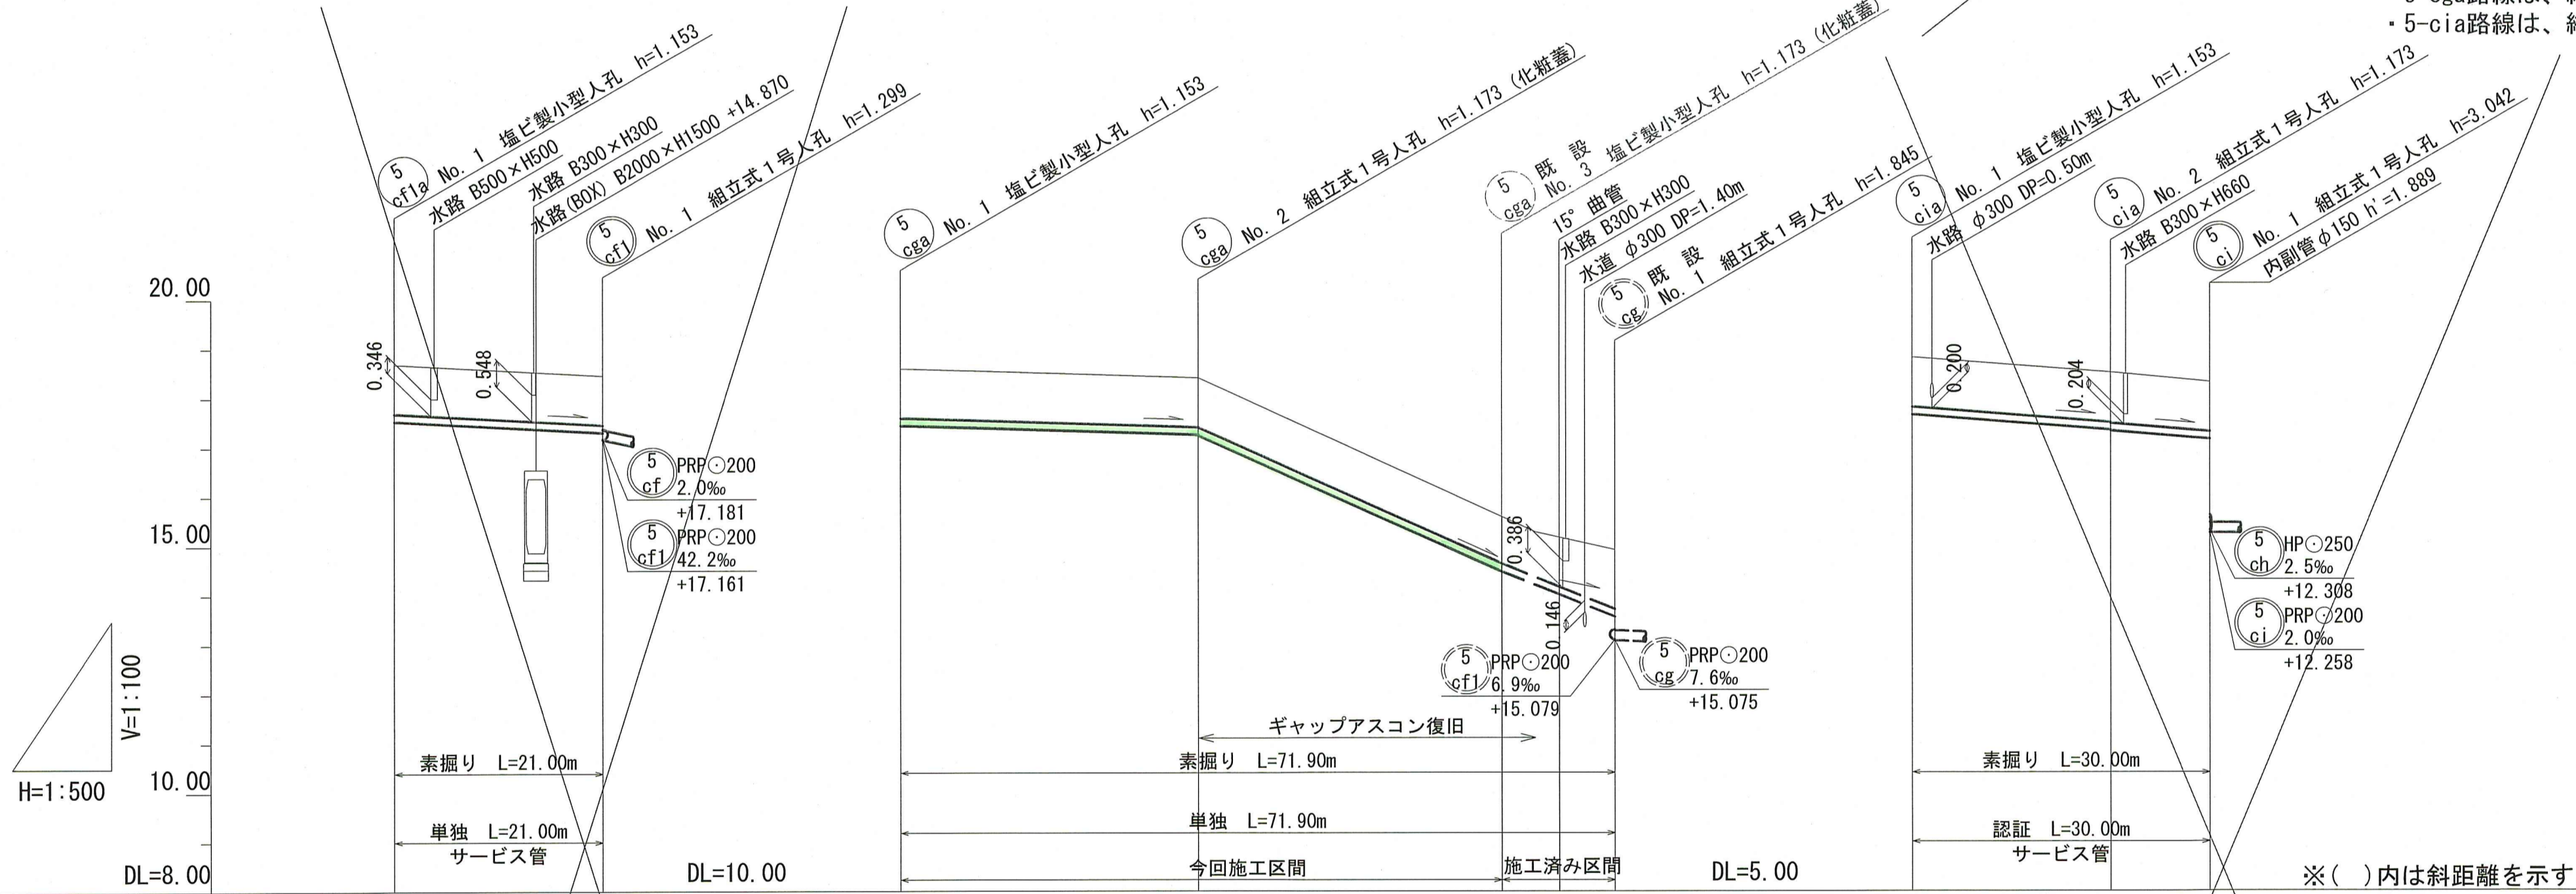 ・5-cia路線は、
5
cf1a
No. 1 塩ビ製小型人孔 h=1.153
水路 B500×H500
水路 B300×H300
水路(BOX) B2000×H1500 +14.870
5
cf1
No. 1 組立式1号人孔 h=1.299
5
cga
No. 1 塩ビ製小型人孔 h=1.153
5
cga
No. 2 組立式1号人孔 h=1.173 (化粧蓋)
5
cga
既 設
No. 3 塩ビ製小型人孔 h=1.173 (化粧蓋)
15° 曲管
水路 B300×H300
水道 φ300 DP=1.40m
5
cg
既 設
No. 1 組立式1号人孔 h=1.845
5
cia
No. 1 塩ビ製小型人孔 h=1.153
水路 φ300 DP=0.50m
5
cia
No. 2 組立式1号人孔 h=1.173
水路 B300×H660
5
ci
No. 1 組立式1号人孔 h=3.042
内副管φ150 h'=1.889
20.00
15.00
10.00
DL=8.00
V=1:100
H=1:500
0.346
0.548
5
cf
PRP⊙200
2.0‰
+17.181
5
cf1
PRP⊙200
42.2‰
+17.161
素掘り L=21.00m
単独 L=21.00m
サービス管
DL=10.00
0.386
0.146
5
cf1
PRP⊙200
6.9‰
+15.079
5
cg
PRP⊙200
7.6‰
+15.075
ギャップアスコン復旧
素掘り L=71.90m
単独 L=71.90m
今回施工区間
施工済み区間
DL=5.00
0.200
0.204
5
ch
HP⊙250
2.5‰
+12.308
5
ci
PRP⊙200
2.0‰
+12.258
素掘り L=30.00m
認証 L=30.00m
サービス管
※( )内は斜距離を示す